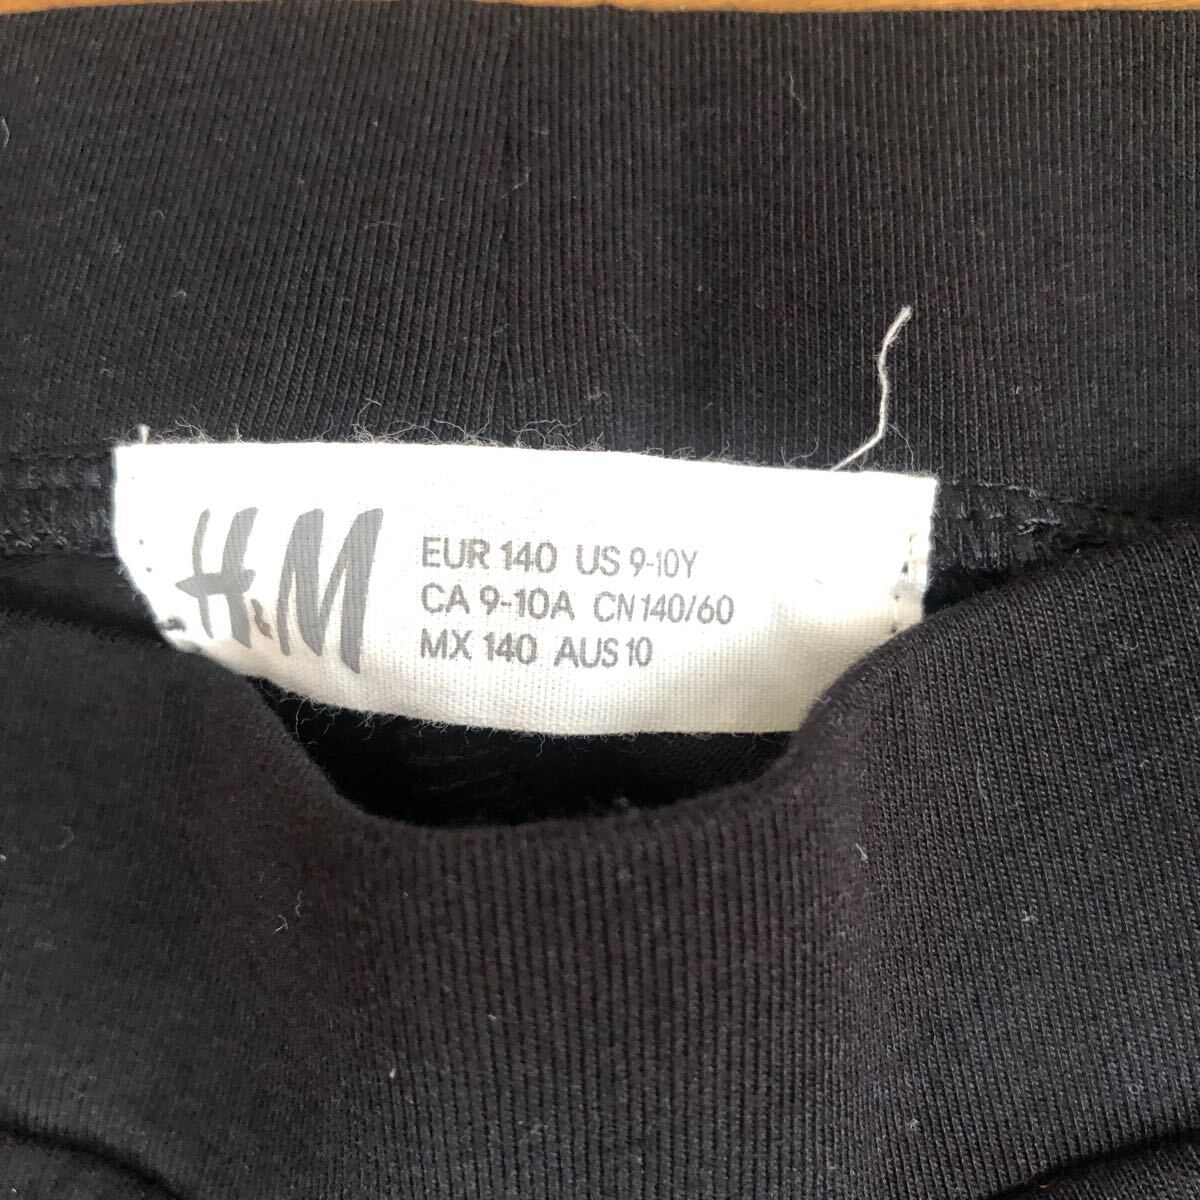 H&M
EUR 140 US 9-10Y
CA 9-10A CN 140/60
MX 140 AUS 10